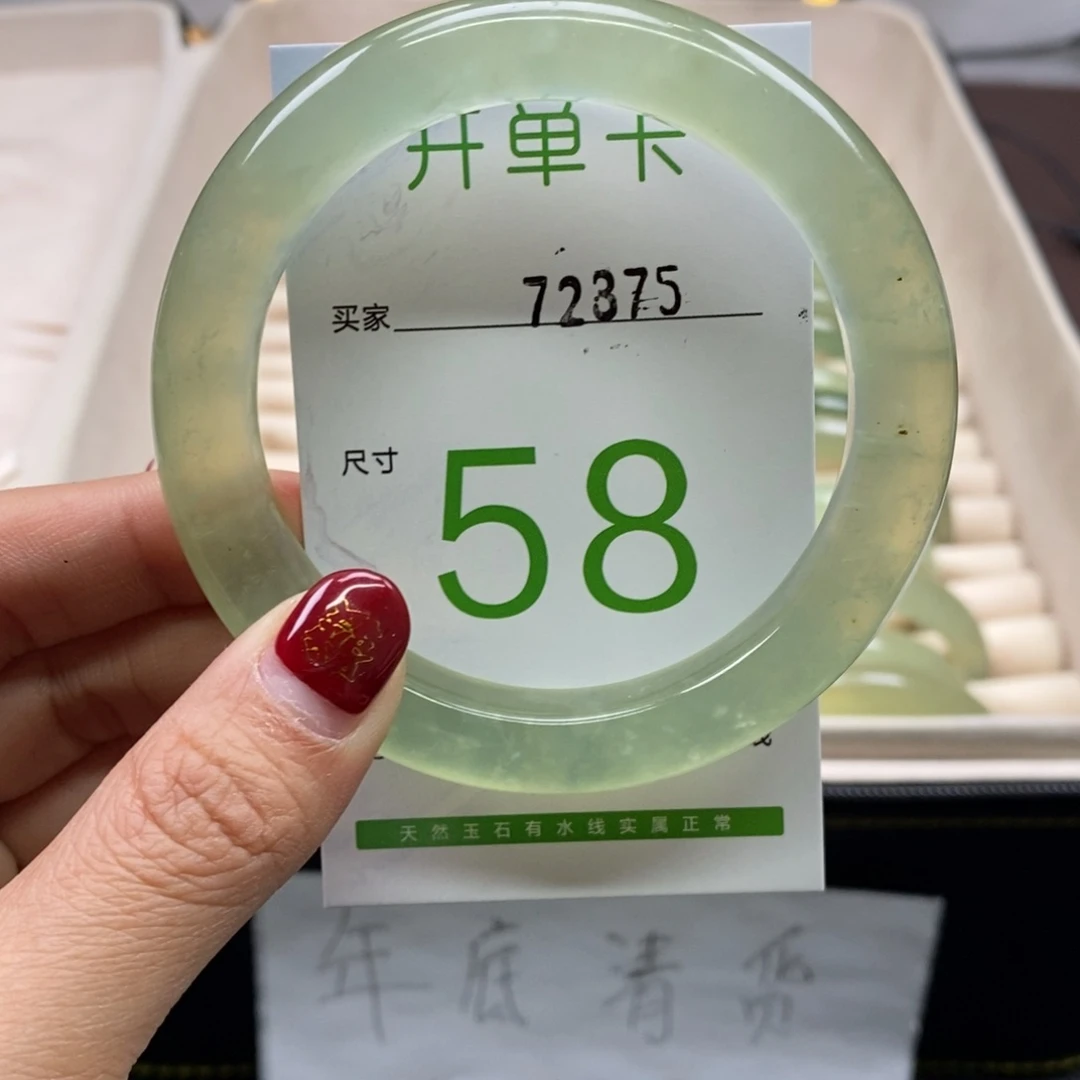 开单卡
买家 72375
尺寸 58
天然玉石有水线实属正常
年底清货